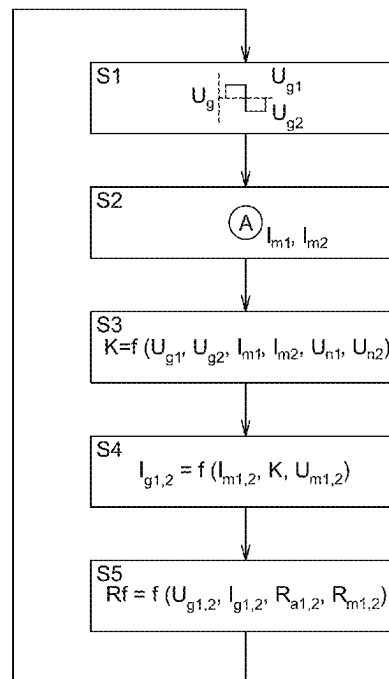 S1
U_g U_g1
U_g2
S2
A
I_m1, I_m2
S3
K=f (U_g1, U_g2, I_m1, I_m2, U_n1, U_n2)
S4
I_g1,2 = f (I_m1,2, K, U_m1,2)
S5
Rf = f (U_g1,2, I_g1,2, R_a1,2, R_m1,2)